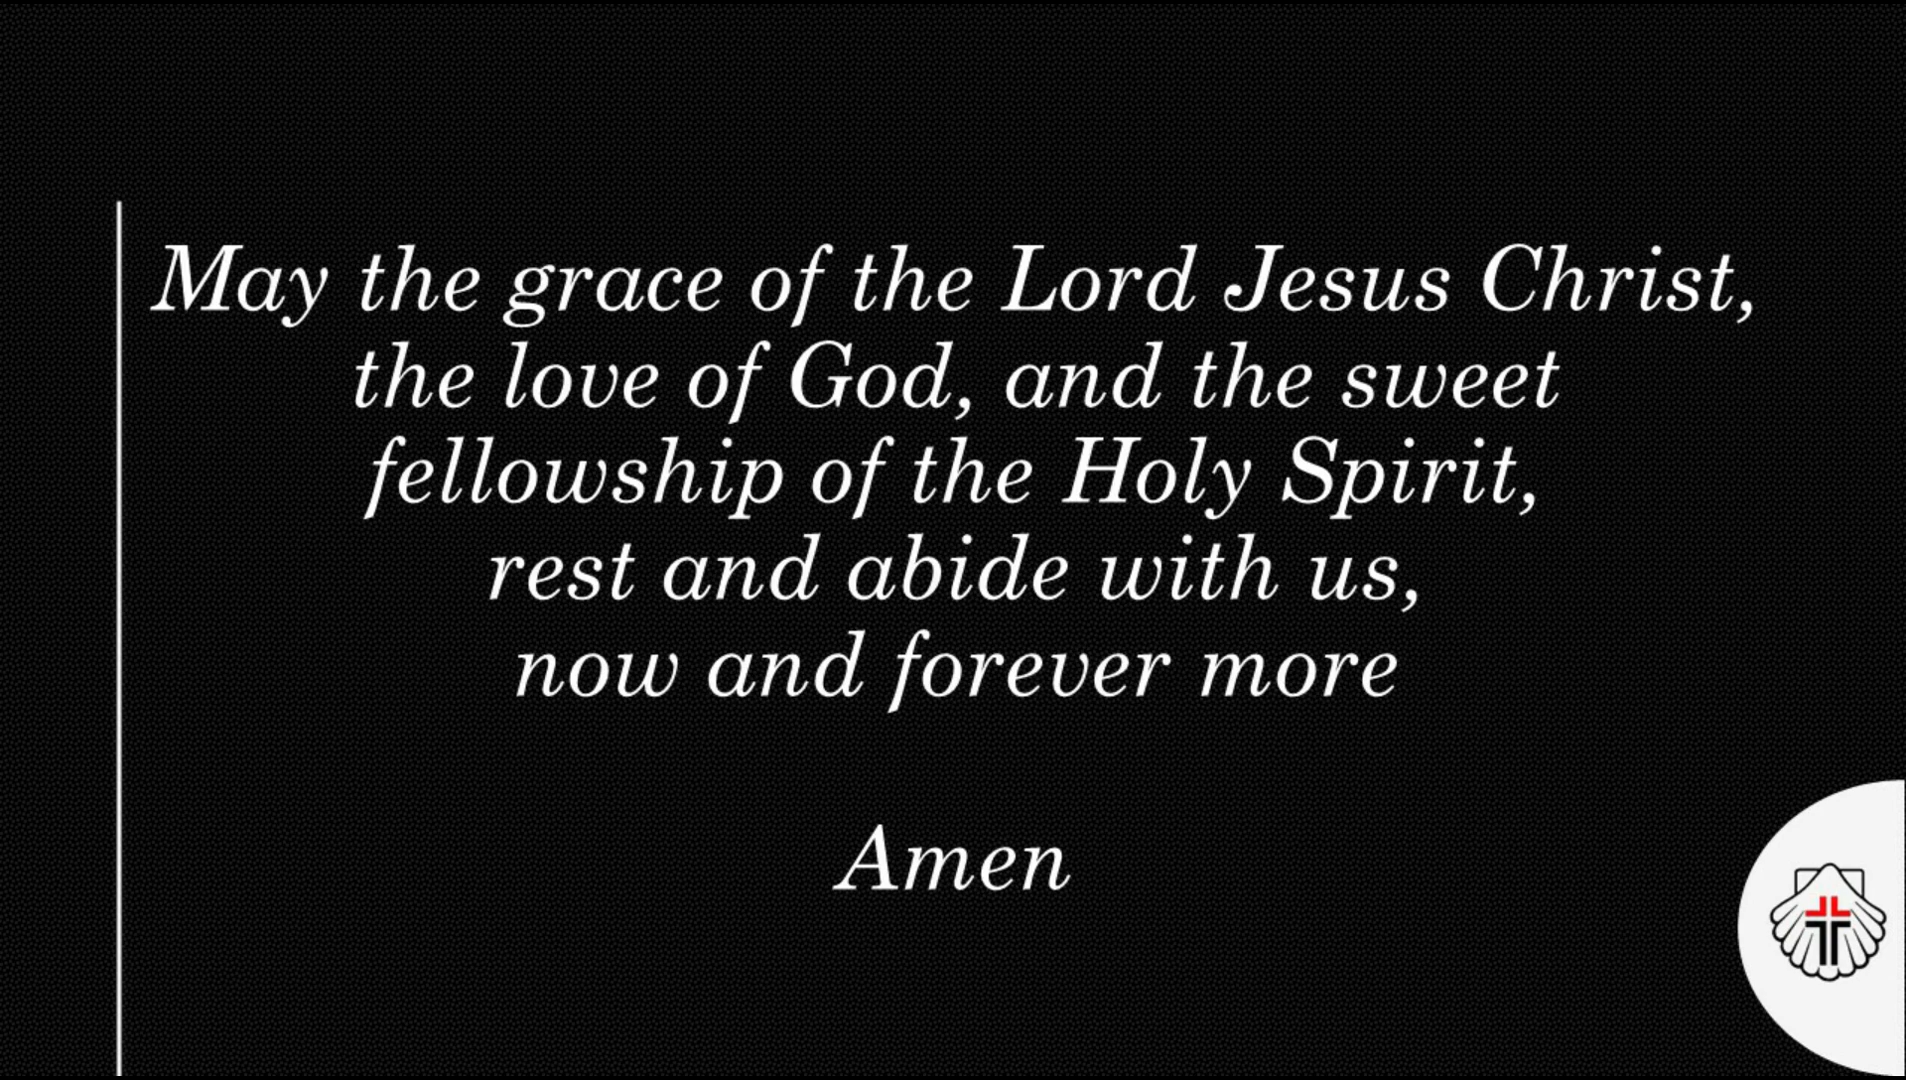 May the grace of the Lord Jesus Christ,
the love of God, and the sweet
fellowship of the Holy Spirit,
rest and abide with us,
now and forever more
Amen